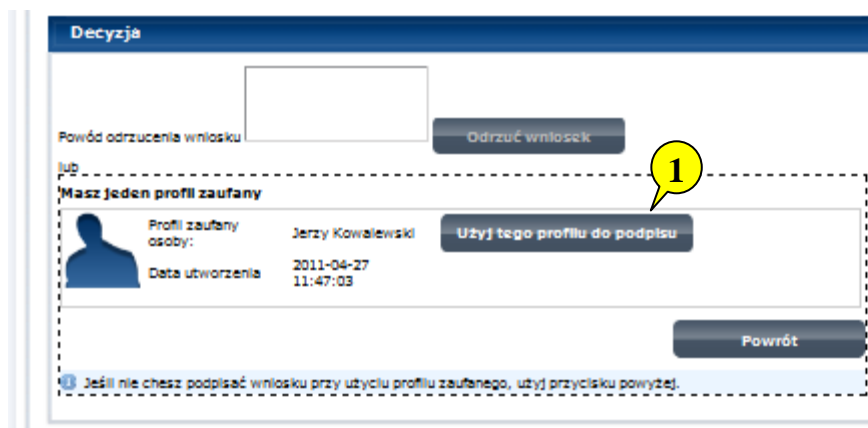 Decyzja
Powód odrzucenia wniosku
Odrzuć wniosek
lub
1
Masz jeden profil zaufany
Profil zaufany osoby:
Jerzy Kowalewski
Użyj tego profilu do podpisu
Data utworzenia
2011-04-27
11:47:03
Powrót
Jeśli nie chesz podpisać wniosku przy użyciu profilu zaufanego, użyj przycisku powyżej.